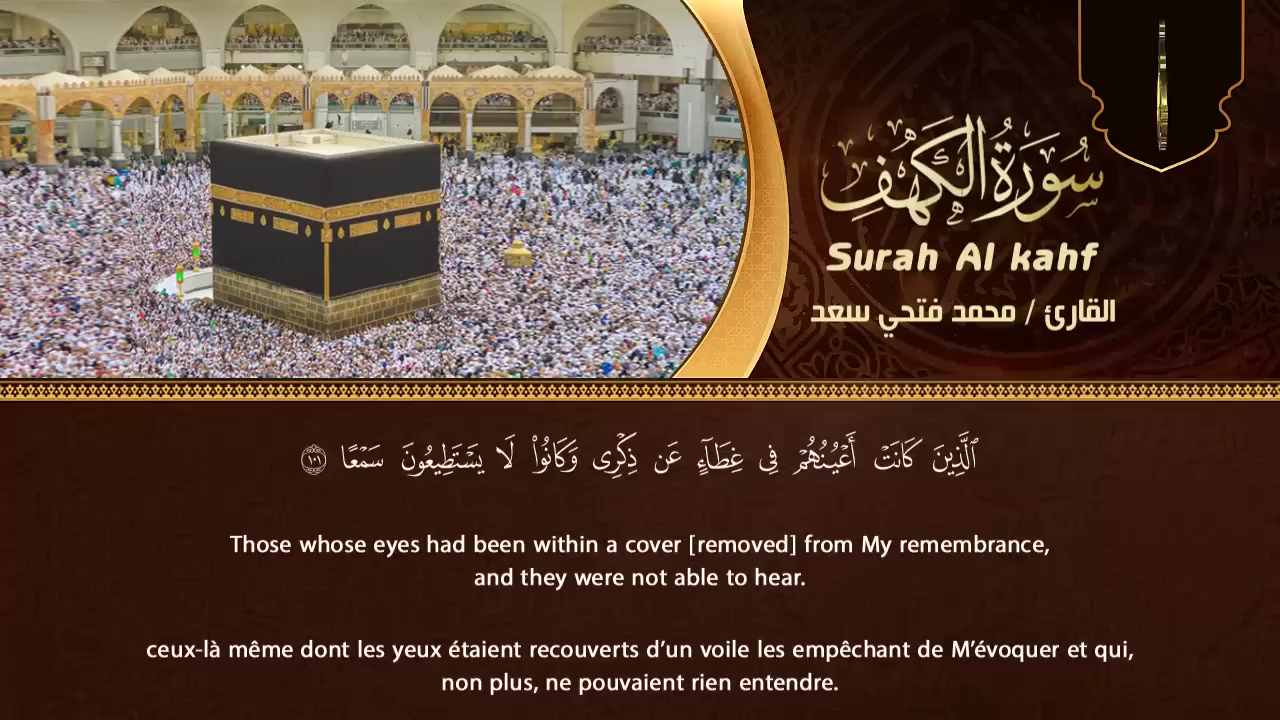 سُورَةُ الكَهْفِ
Surah Al kahf
القارئ / محمد فتحي سعد
ٱلَّذِينَ كَانَتۡ أَعۡيُنُهُمۡ فِي غِطَآءٍ عَن ذِكۡرِي وَكَانُواْ لَا يَسۡتَطِيعُونَ سَمۡعًا ١٠١
Those whose eyes had been within a cover [removed] from My remembrance,
and they were not able to hear.
ceux-là même dont les yeux étaient recouverts d’un voile les empêchant de M’évoquer et qui,
non plus, ne pouvaient rien entendre.